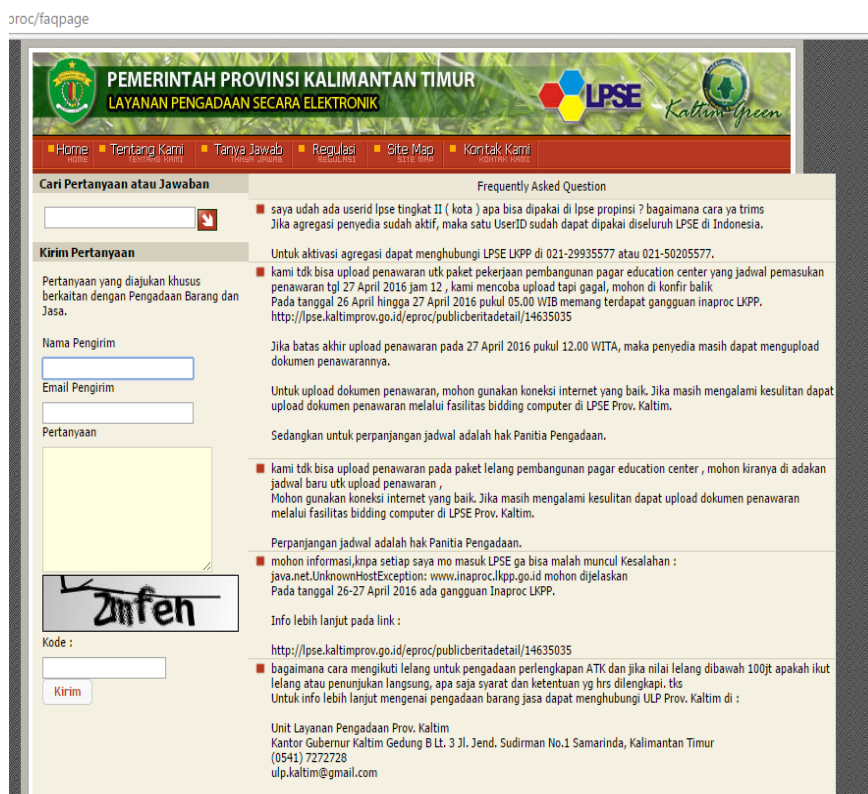 proc/faqpage
PEMERINTAH PROVINSI KALIMANTAN TIMUR
LAYANAN PENGADAAN SECARA ELEKTRONIK
LPSE
Kaltim Green
Home
HOME
Tentang Kami
TENTANG KAMI
Tanya Jawab
TANYA JAWAB
Regulasi
REGULASI
Site Map
SITE MAP
Kontak Kami
KONTAK KAMI
Cari Pertanyaan atau Jawaban
Kirim Pertanyaan
Pertanyaan yang diajukan khusus
berkaitan dengan Pengadaan Barang dan
Jasa.
Nama Pengirim
Email Pengirim
Pertanyaan
2mfen
Kode :
Kirim
Frequently Asked Question
saya udah ada userid lpse tingkat II ( kota ) apa bisa dipakai di lpse propinsi ? bagaimana cara ya trims
Jika agregasi penyedia sudah aktif, maka satu UserID sudah dapat dipakai diseluruh LPSE di Indonesia.
Untuk aktivasi agregasi dapat menghubungi LPSE LKPP di 021-29935577 atau 021-50205577.
kami tdk bisa upload penawaran utk paket pekerjaan pembangunan pagar education center yang jadwal pemasukan
penawaran tgl 27 April 2016 jam 12 , kami mencoba upload tapi gagal, mohon di konfir balik
Pada tanggal 26 April hingga 27 April 2016 pukul 05.00 WIB memang terdapat gangguan inaproc LKPP.
http://lpse.kaltimprov.go.id/eproc/publicberitadetail/14635035
Jika batas akhir upload penawaran pada 27 April 2016 pukul 12.00 WITA, maka penyedia masih dapat mengupload
dokumen penawarannya.
Untuk upload dokumen penawaran, mohon gunakan koneksi internet yang baik. Jika masih mengalami kesulitan dapat
upload dokumen penawaran melalui fasilitas bidding computer di LPSE Prov. Kaltim.
Sedangkan untuk perpanjangan jadwal adalah hak Panitia Pengadaan.
kami tdk bisa upload penawaran pada paket lelang pembangunan pagar education center , mohon kiranya di adakan
jadwal baru utk upload penawaran ,
Mohon gunakan koneksi internet yang baik. Jika masih mengalami kesulitan dapat upload dokumen penawaran
melalui fasilitas bidding computer di LPSE Prov. Kaltim.
Perpanjangan jadwal adalah hak Panitia Pengadaan.
mohon informasi,knpa setiap saya mo masuk LPSE ga bisa malah muncul Kesalahan :
java.net.UnknownHostException: www.inaproc.lkpp.go.id mohon dijelaskan
Pada tanggal 26-27 April 2016 ada gangguan Inaproc LKPP.
Info lebih lanjut pada link :
http://lpse.kaltimprov.go.id/eproc/publicberitadetail/14635035
bagaimana cara mengikuti lelang untuk pengadaan perlengkapan ATK dan jika nilai lelang dibawah 100jt apakah ikut
lelang atau penunjukan langsung, apa saja syarat dan ketentuan yg hrs dilengkapi. tks
Untuk info lebih lanjut mengenai pengadaan barang jasa dapat menghubungi ULP Prov. Kaltim di :
Unit Layanan Pengadaan Prov. Kaltim
Kantor Gubernur Kaltim Gedung B Lt. 3 Jl. Jend. Sudirman No.1 Samarinda, Kalimantan Timur
(0541) 7272728
ulp.kaltim@gmail.com